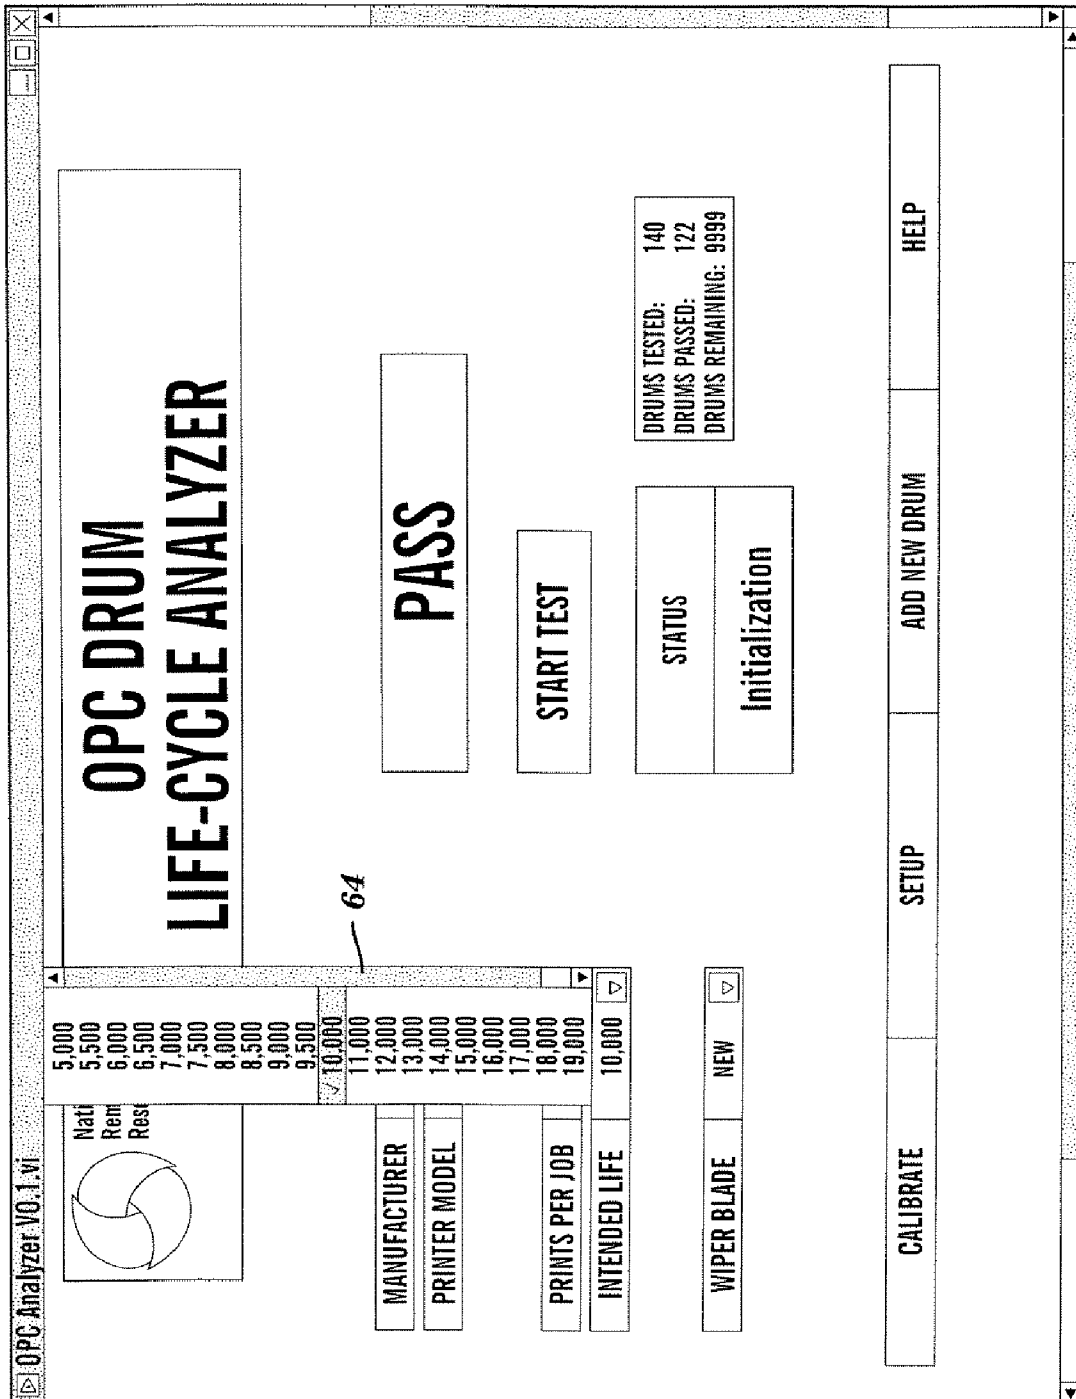 OPC Analyzer V0.1.vi
Nati
Rem
Res
OPC DRUM
LIFE-CYCLE ANALYZER
5,000
5,500
6,000
6,500
7,000
7,500
8,000
8,500
9,000
9,500
√ 10,000
11,000
12,000
13,000
14,000
15,000
16,000
17,000
18,000
19,000
64
MANUFACTURER
PRINTER MODEL
PRINTS PER JOB
INTENDED LIFE 10,000
WIPER BLADE NEW
PASS
START TEST
STATUS
Initialization
DRUMS TESTED: 140
DRUMS PASSED: 122
DRUMS REMAINING: 9999
CALIBRATE SETUP ADD NEW DRUM HELP